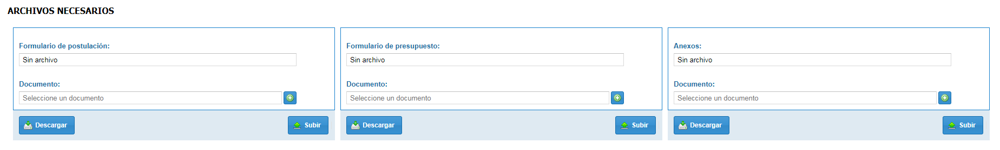 ARCHIVOS NECESARIOS
Formulario de postulación:
Sin archivo
Documento:
Seleccione un documento
Descargar
Subir
Formulario de presupuesto:
Sin archivo
Documento:
Seleccione un documento
Descargar
Subir
Anexos:
Sin archivo
Documento:
Seleccione un documento
Descargar
Subir